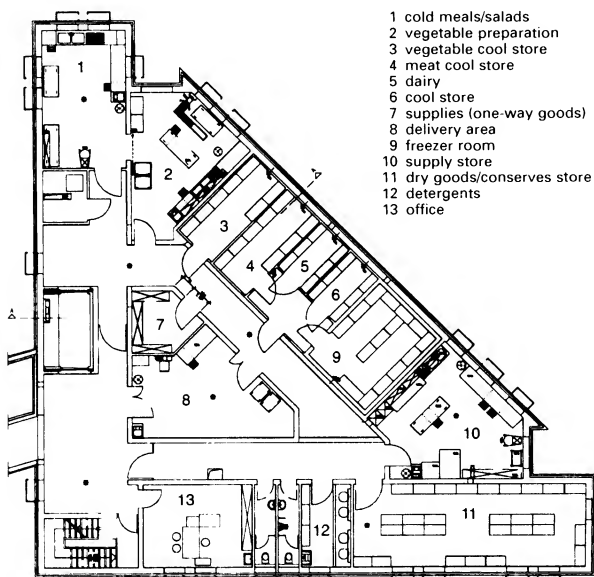 1 cold meals/salads
2 vegetable preparation
3 vegetable cool store
4 meat cool store
5 dairy
6 cool store
7 supplies (one-way goods)
8 delivery area
9 freezer room
10 supply store
11 dry goods/conserves store
12 detergents
13 office
1
2
3
4
5
6
7
8
9
10
11
12
13
A
A